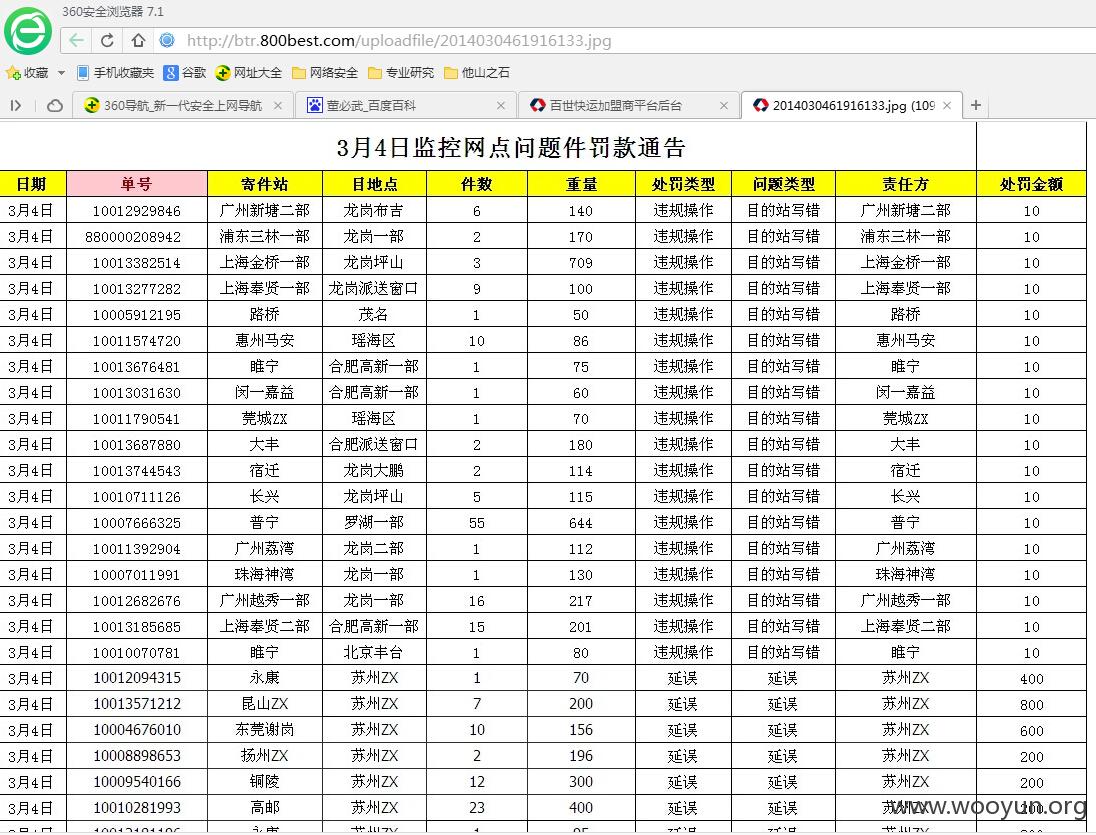 360安全浏览器 7.1
http://btr.800best.com/uploadfile/2014030461916133.jpg
收藏 手机收藏夹 谷歌 网址大全 网络安全 专业研究 他山之石
360导航_新一代安全上网导航 董必武_百度百科 百世快运加盟商平台后台 2014030461916133.jpg (109
3月4日监控网点问题件罚款通告
日期 单号 寄件站 目地点 件数 重量 处罚类型 问题类型 责任方 处罚金额
3月4日 10012929846 广州新塘二部 龙岗布吉 6 140 违规操作 目的站写错 广州新塘二部 10
3月4日 880000208942 浦东三林一部 龙岗一部 2 170 违规操作 目的站写错 浦东三林一部 10
3月4日 10013382514 上海金桥一部 龙岗坪山 3 709 违规操作 目的站写错 上海金桥一部 10
3月4日 10013277282 上海奉贤一部 龙岗派送窗口 9 100 违规操作 目的站写错 上海奉贤一部 10
3月4日 10005912195 路桥 茂名 1 50 违规操作 目的站写错 路桥 10
3月4日 10011574720 惠州马安 瑶海区 10 86 违规操作 目的站写错 惠州马安 10
3月4日 10013676481 睢宁 合肥高新一部 1 75 违规操作 目的站写错 睢宁 10
3月4日 10013031630 闵一嘉益 合肥高新一部 1 60 违规操作 目的站写错 闵一嘉益 10
3月4日 10011790541 莞城ZX 瑶海区 1 70 违规操作 目的站写错 莞城ZX 10
3月4日 10013687880 大丰 合肥派送窗口 2 180 违规操作 目的站写错 大丰 10
3月4日 10013744543 宿迁 龙岗大鹏 2 114 违规操作 目的站写错 宿迁 10
3月4日 10010711126 长兴 龙岗坪山 5 115 违规操作 目的站写错 长兴 10
3月4日 10007666325 普宁 罗湖一部 55 644 违规操作 目的站写错 普宁 10
3月4日 10011392904 广州荔湾 龙岗二部 1 112 违规操作 目的站写错 广州荔湾 10
3月4日 10007011991 珠海神湾 龙岗一部 1 130 违规操作 目的站写错 珠海神湾 10
3月4日 10012682676 广州越秀一部 龙岗一部 16 217 违规操作 目的站写错 广州越秀一部 10
3月4日 10013185685 上海奉贤二部 合肥高新一部 15 201 违规操作 目的站写错 上海奉贤二部 10
3月4日 10010070781 睢宁 北京丰台 1 80 违规操作 目的站写错 睢宁 10
3月4日 10012094315 永康 苏州ZX 1 70 延误 延误 苏州ZX 400
3月4日 10013571212 昆山ZX 苏州ZX 7 200 延误 延误 苏州ZX 800
3月4日 10004676010 东莞谢岗 苏州ZX 10 156 延误 延误 苏州ZX 600
3月4日 10008898653 扬州ZX 苏州ZX 2 196 延误 延误 苏州ZX 200
3月4日 10009540166 铜陵 苏州ZX 12 300 延误 延误 苏州ZX 200
3月4日 10010281993 高邮 苏州ZX 23 400 延误 延误 苏州ZX 200
www.wooyun.org